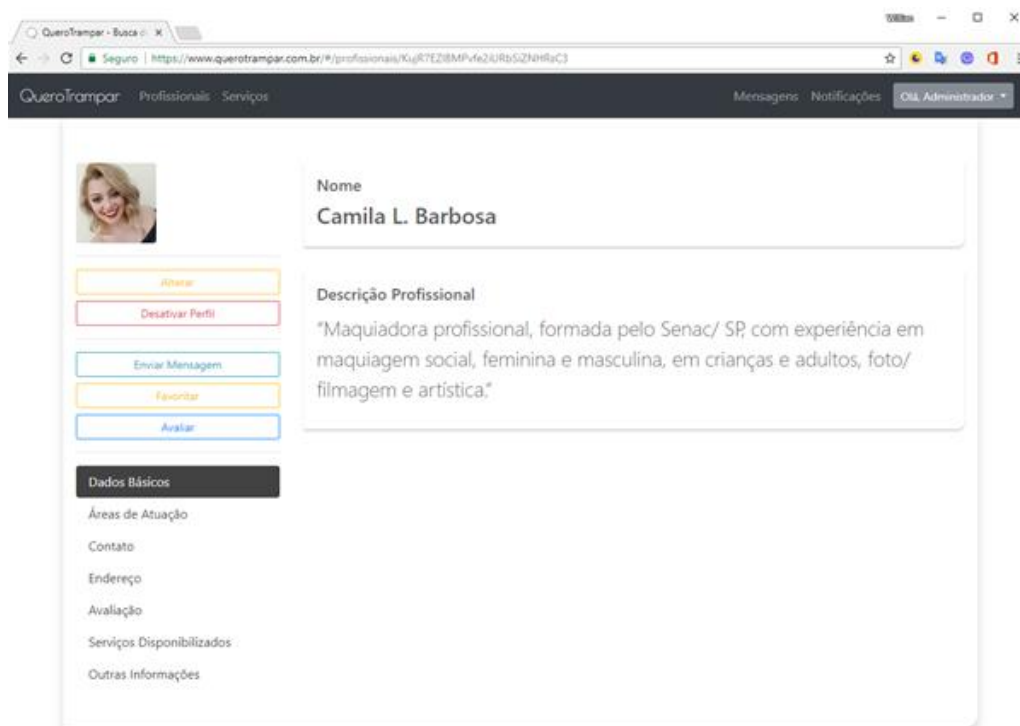 QueroTrampar - Busca d
Seguro | https://www.querotrampar.com.br/#/profissionais/
QueroTrampar Profissionais Serviços Mensagens Notificações Olá, Administrador
Nome
Camila L. Barbosa
Alterar
Desativar Perfil
Enviar Mensagem
Favoritar
Avaliar
Descrição Profissional
"Maquiadora profissional, formada pelo Senac/ SP, com experiência em
maquiagem social, feminina e masculina, em crianças e adultos, foto/
filmagem e artística."
Dados Básicos
Áreas de Atuação
Contato
Endereço
Avaliação
Serviços Disponibilizados
Outras Informações